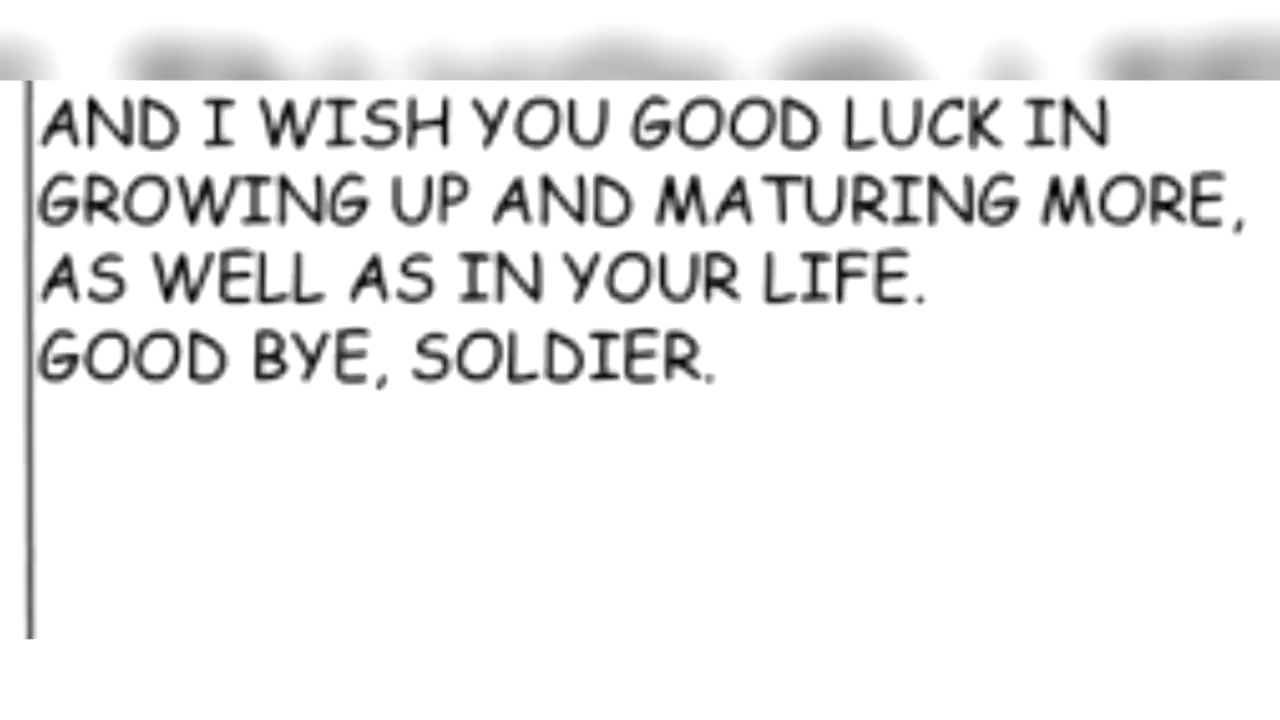 AND I WISH YOU GOOD LUCK IN
GROWING UP AND MATURING MORE,
AS WELL AS IN YOUR LIFE.
GOOD BYE, SOLDIER.